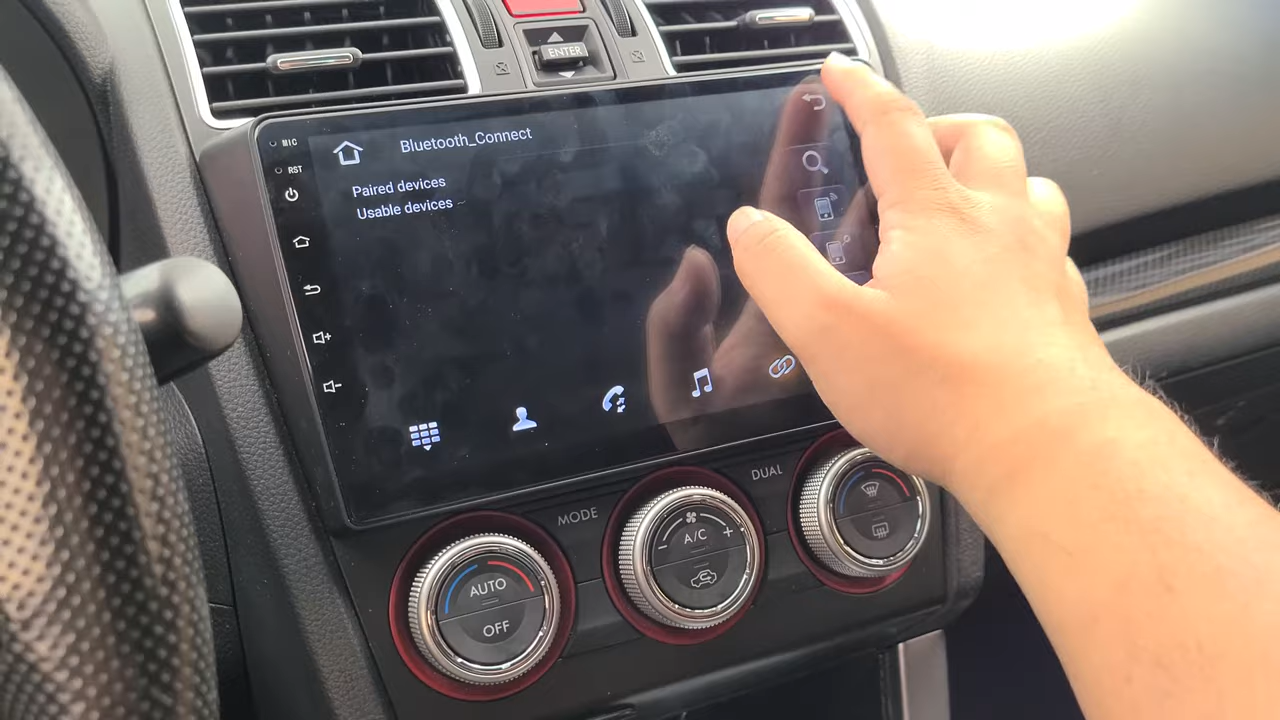 ENTER
MIC
RST
Bluetooth_Connect
Paired devices
Usable devices
MODE
DUAL
AUTO
OFF
A/C